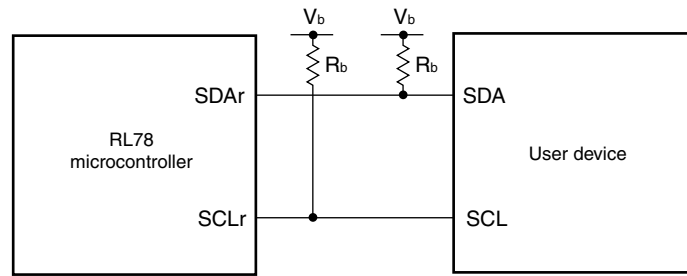 Vb Vb
Rb Rb
SDAr SDA
RL78
microcontroller
User device
SCLr SCL